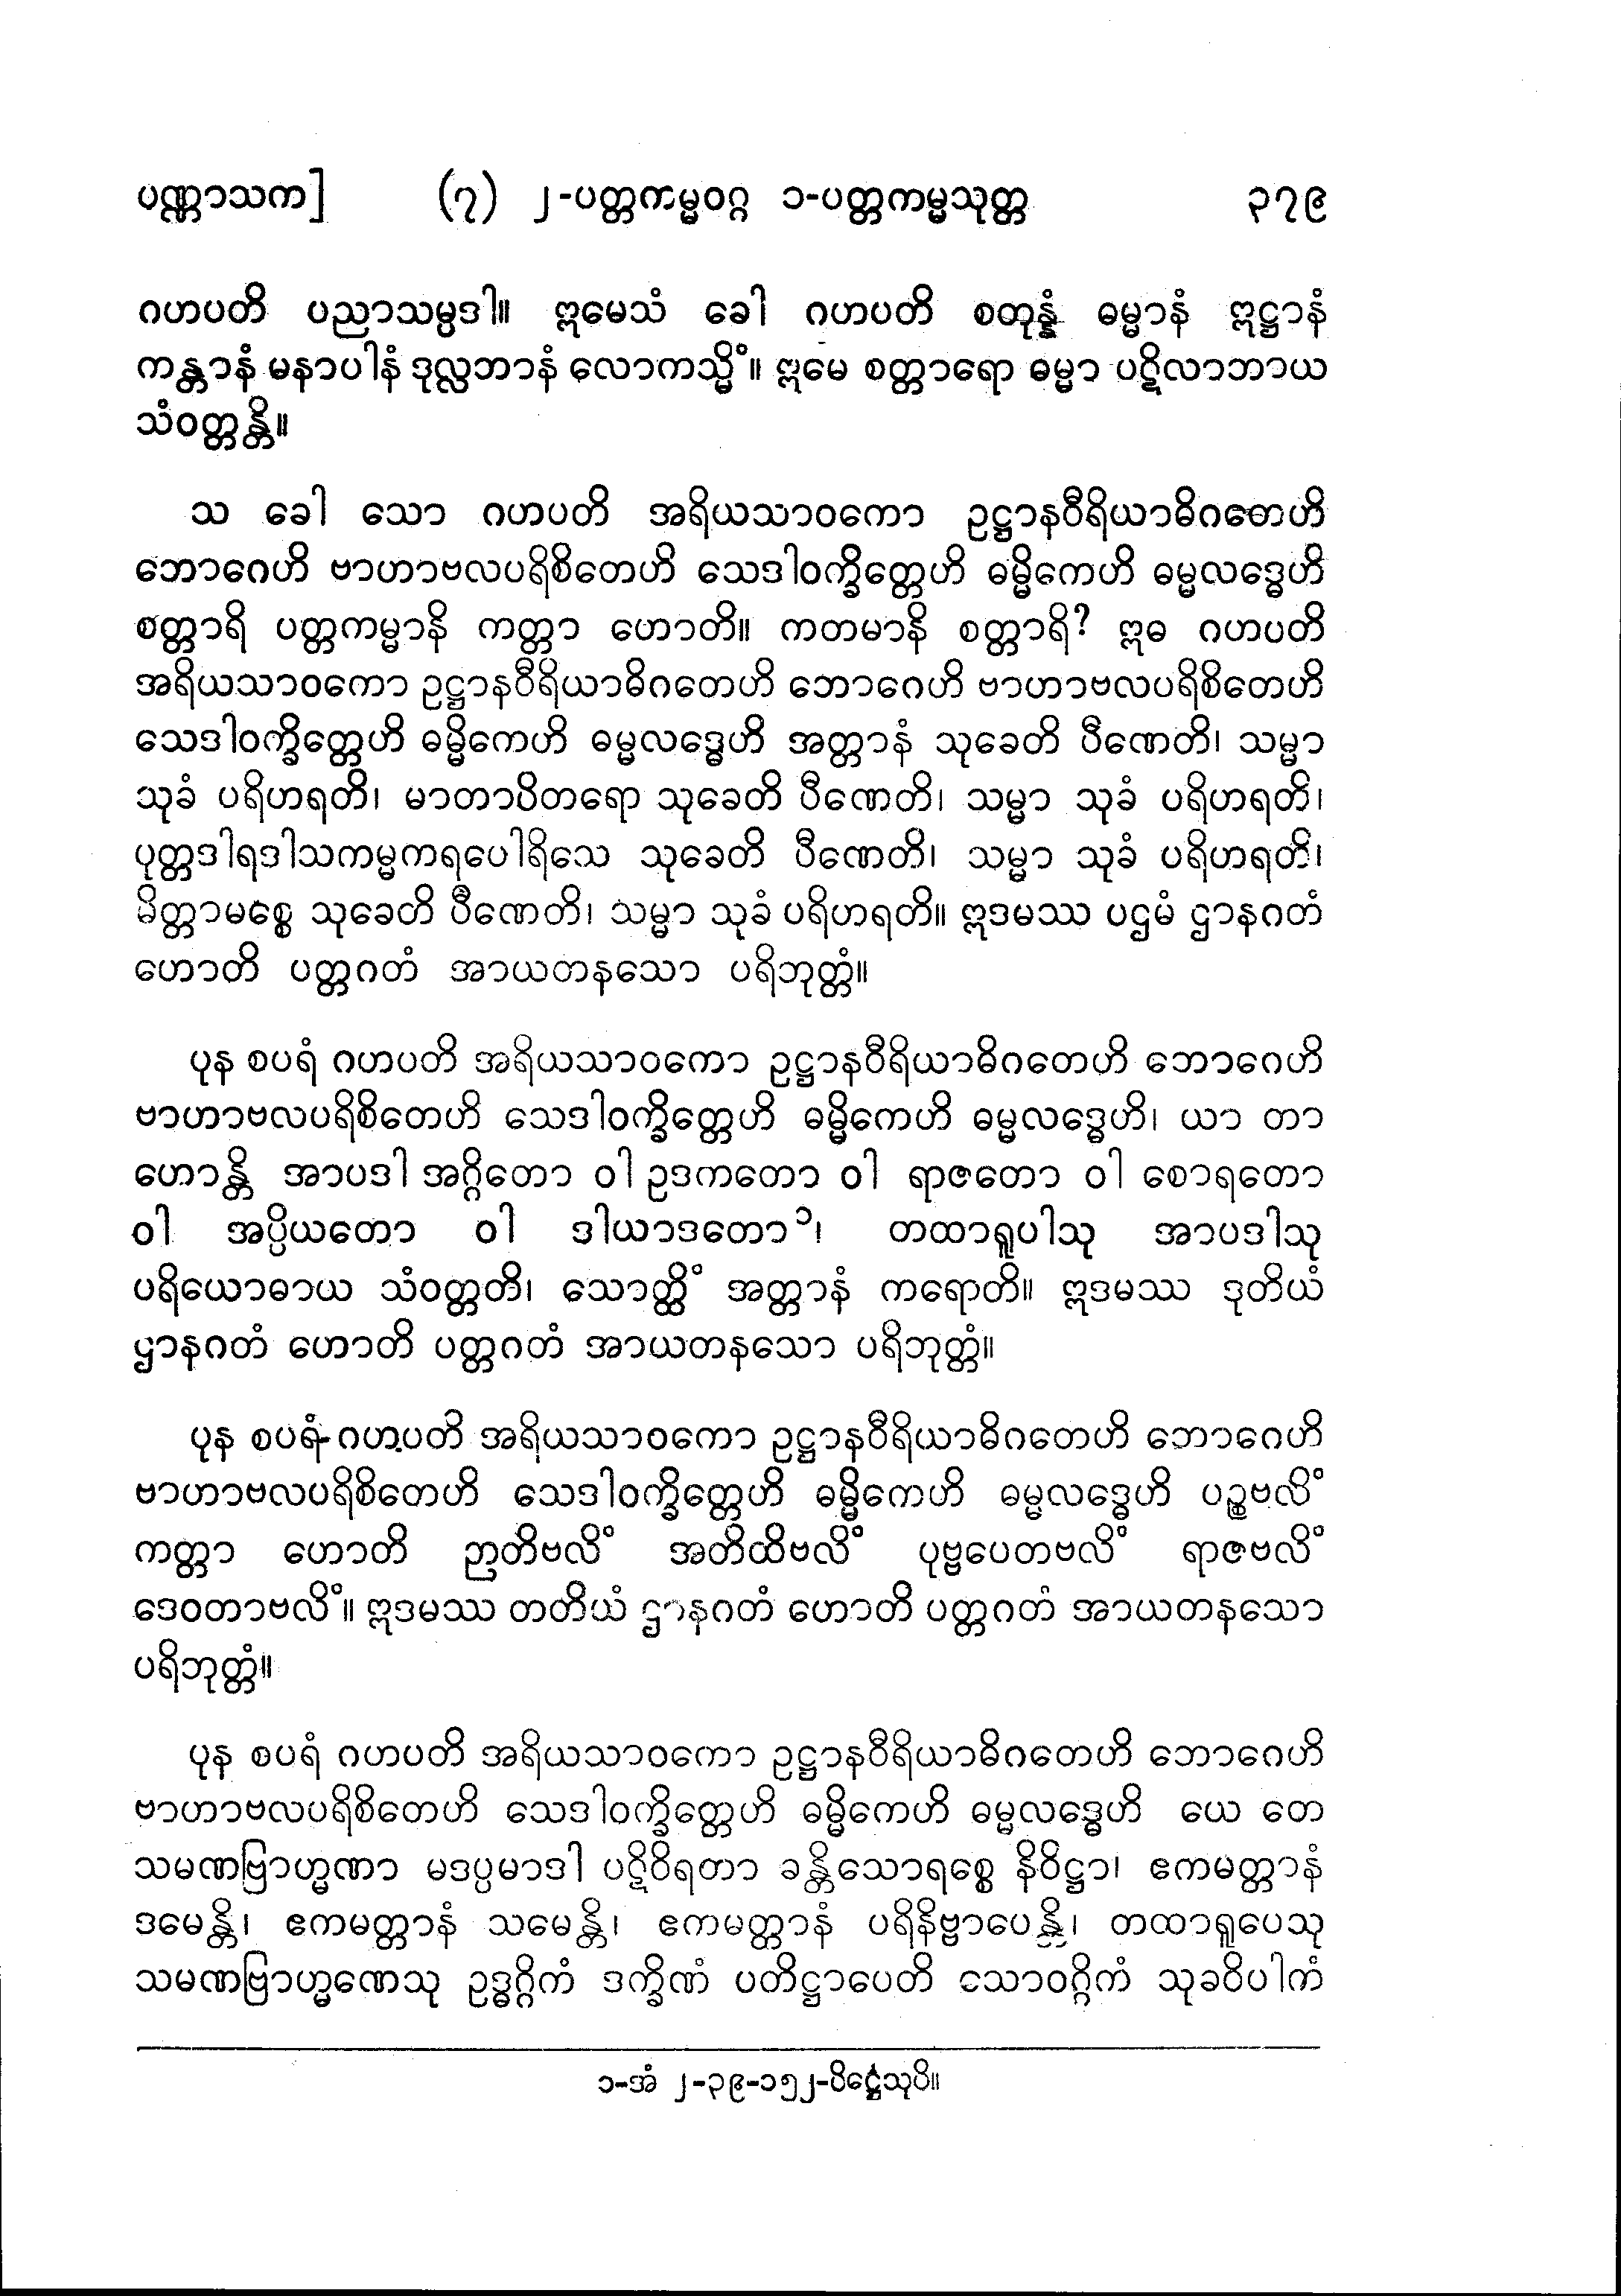 ပဏ္ဏာသက]	(၇) ၂-ပတ္တကမ္မဝဂ္ဂ ၁-ပတ္တကမ္မသုတ္တ	၃၇၉
ဂဟပတိ ပညာသမ္ပဒါ။ ဣမေသံ ခေါ ဂဟပတိ စတုန္နံ ဓမ္မာနံ ဣဋ္ဌာနံ
ကန္တာနံ မနာပါနံ ဒုလ္လဘာနံ လောကသ္မိံ။ ဣမေ စတ္တာရော ဓမ္မာ ပဋိလာဘာယ
သံဝတ္တန္တိ။
သ ခေါ သော ဂဟပတိ အရိယသာဝကော ဥဋ္ဌာနဝီရိယာဓိဂတေဟိ
ဘောဂေဟိ ဗာဟာဗလပရိစိတေဟိ သေဒါဝက္ခိတ္တေဟိ ဓမ္မိကေဟိ ဓမ္မလဒ္ဓေဟိ
စတ္တာရိ ပတ္တကမ္မာနိ ကတ္တာ ဟောတိ။ ကတမာနိ စတ္တာရိ? ဣဓ ဂဟပတိ
အရိယသာဝကော ဥဋ္ဌာနဝီရိယာဓိဂတေဟိ ဘောဂေဟိ ဗာဟာဗလပရိစိတေဟိ
သေဒါဝက္ခိတ္တေဟိ ဓမ္မိကေဟိ ဓမ္မလဒ္ဓေဟိ အတ္တာနံ သုခေတိ ပီဏေတိ၊ သမ္မာ
သုခံ ပရိဟရတိ၊ မာတာပိတရော သုခေတိ ပီဏေတိ၊ သမ္မာ သုခံ ပရိဟရတိ၊
ပုတ္တဒါရဒါသကမ္မကရပေါရိသေ သုခေတိ ပီဏေတိ၊ သမ္မာ သုခံ ပရိဟရတိ၊
မိတ္တာမစ္စေ သုခေတိ ပီဏေတိ၊ သမ္မာ သုခံ ပရိဟရတိ။ ဣဒမဿ ပဌမံ ဌာနဂတံ
ဟောတိ ပတ္တဂတံ အာယတနသော ပရိဘုတ္တံ။
ပုန စပရံ ဂဟပတိ အရိယသာဝကော ဥဋ္ဌာနဝီရိယာဓိဂတေဟိ ဘောဂေဟိ
ဗာဟာဗလပရိစိတေဟိ သေဒါဝက္ခိတ္တေဟိ ဓမ္မိကေဟိ ဓမ္မလဒ္ဓေဟိ၊ ယာ တာ
ဟောန္တိ အာပဒါ အဂ္ဂိတော ဝါ ဥဒကတော ဝါ ရာဇတော ဝါ စောရတော
ဝါ အပ္ပိယတော ဝါ ဒါယာဒတော၁၊ တထာရူပါသု အာပဒါသု
ပရိယောဓာယ သံဝတ္တတိ၊ သောတ္ထိံ အတ္တာနံ ကရောတိ။ ဣဒမဿ ဒုတိယံ
ဌာနဂတံ ဟောတိ ပတ္တဂတံ အာယတနသော ပရိဘုတ္တံ။
ပုန စပရံ ဂဟပတိ အရိယသာဝကော ဥဋ္ဌာနဝီရိယာဓိဂတေဟိ ဘောဂေဟိ
ဗာဟာဗလပရိစိတေဟိ သေဒါဝက္ခိတ္တေဟိ ဓမ္မိကေဟိ ဓမ္မလဒ္ဓေဟိ ပဉ္စဗလိံ
ကတ္တာ ဟောတိ ဉာတိဗလိံ အတိထိဗလိံ ပုဗ္ဗပေတဗလိံ ရာဇဗလိံ
ဒေဝတာဗလိံ။ ဣဒမဿ တတိယံ ဌာနဂတံ ဟောတိ ပတ္တဂတံ အာယတနသော
ပရိဘုတ္တံ။
ပုန စပရံ ဂဟပတိ အရိယသာဝကော ဥဋ္ဌာနဝီရိယာဓိဂတေဟိ ဘောဂေဟိ
ဗာဟာဗလပရိစိတေဟိ သေဒါဝက္ခိတ္တေဟိ ဓမ္မိကေဟိ ဓမ္မလဒ္ဓေဟိ ယေ တေ
သမဏဗြာဟ္မဏာ မဒပ္ပမာဒါ ပဋိဝိရတာ ခန္တိသောရစ္စေ နိဝိဋ္ဌာ၊ ဧကမတ္တာနံ
ဒမေန္တိ၊ ဧကမတ္တာနံ သမေန္တိ၊ ဧကမတ္တာနံ ပရိနိဗ္ဗာပေန္တိ၊ တထာရူပေသု
သမဏဗြာဟ္မဏေသု ဥဒ္ဓဂ္ဂိကံ ဒက္ခိဏံ ပတိဋ္ဌာပေတိ သောဝဂ္ဂိကံ သုခဝိပါကံ
၁-အံ ၂-၃၉-၁၅၂-ပိဋ္ဌေသုပိ။